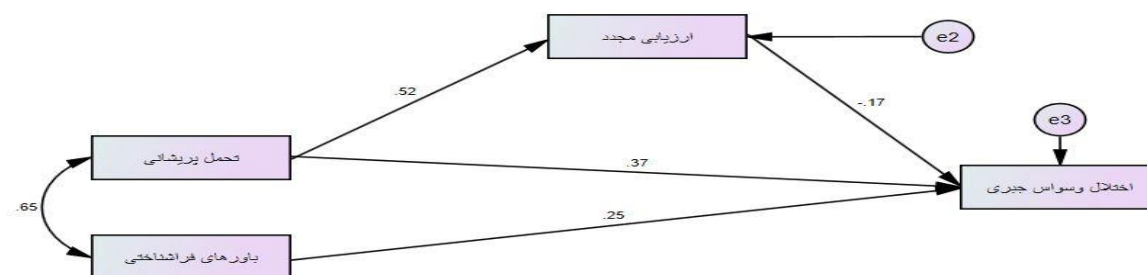 ارزیابی مجدد
e2
.52
-.17
e3
تحمل پریشانی
.37
اختلال وسواس جبری
.65
.25
باورهای فراشناختی